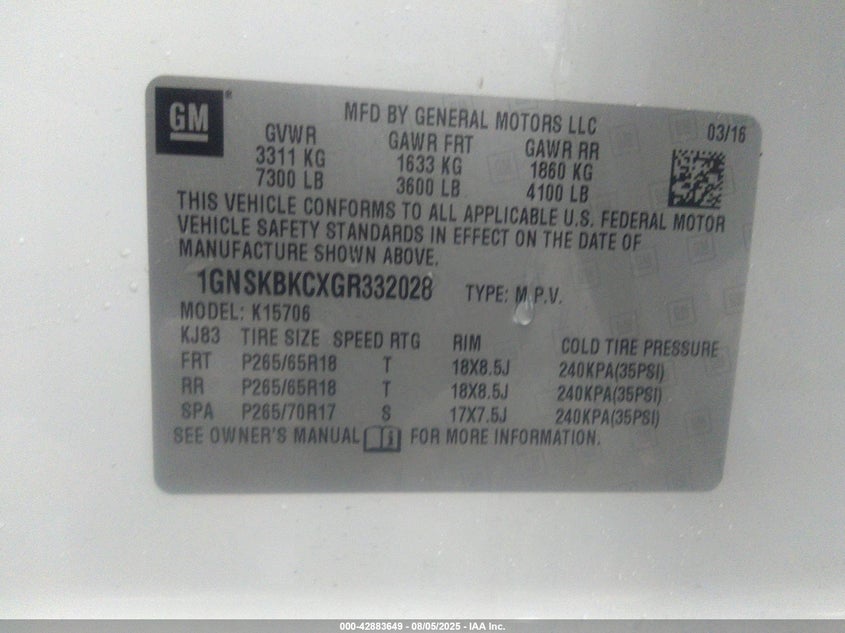 GM®
MFD BY GENERAL MOTORS LLC 03/16
GVWR GAWR FRT GAWR RR
3311 KG 1633 KG 1860 KG
7300 LB 3600 LB 4100 LB
THIS VEHICLE CONFORMS TO ALL APPLICABLE U.S. FEDERAL MOTOR
VEHICLE SAFETY STANDARDS IN EFFECT ON THE DATE OF
MANUFACTURE SHOWN ABOVE.
1GNSKBKCXGR332028 TYPE: M.P.V.
MODEL: K15706
KJ83 TIRE SIZE SPEED RTG RIM COLD TIRE PRESSURE
FRT P265/65R18 T 18X8.5J 240KPA(35PSI)
RR P265/65R18 T 18X8.5J 240KPA(35PSI)
SPA P265/70R17 S 17X7.5J 240KPA(35PSI)
SEE OWNER'S MANUAL FOR MORE INFORMATION.
000-42883649 - 08/05/2025 - IAA Inc.